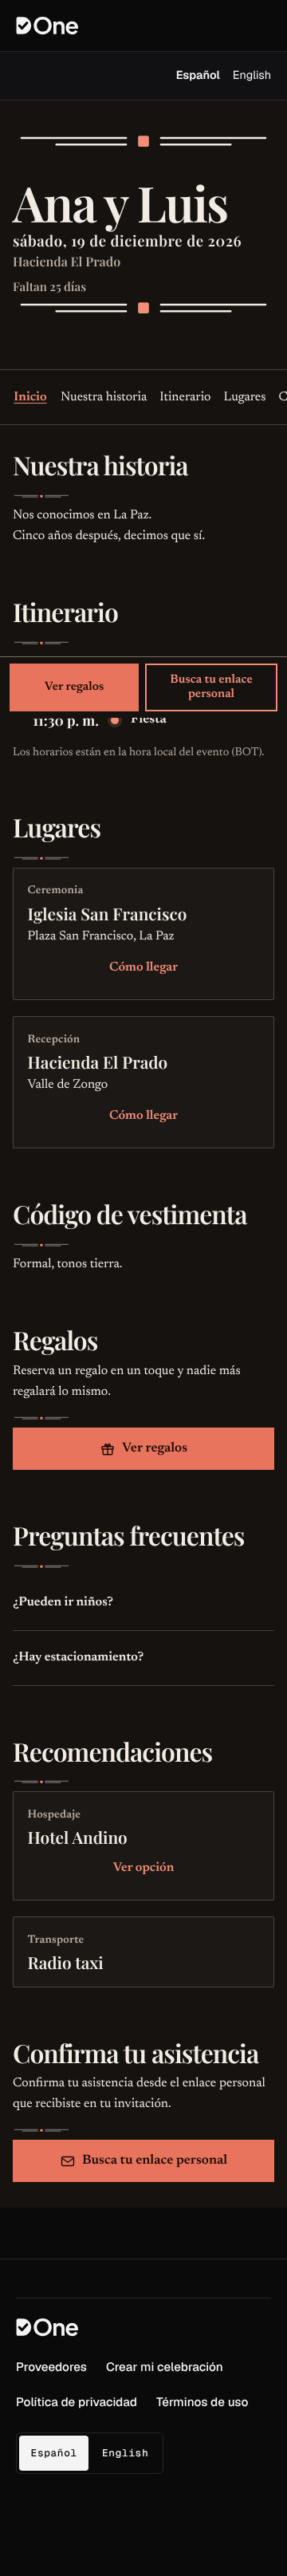 One
Español English
Ana y Luis
sábado, 19 de diciembre de 2026
Hacienda El Prado
Faltan 25 días
Inicio Nuestra historia Itinerario Lugares C
Nuestra historia
Nos conocimos en La Paz.
Cinco años después, decimos que sí.
Itinerario
Ver regalos
Busca tu enlace
personal
11:30 p. m. Fiesta
Los horarios están en la hora local del evento (BOT).
Lugares
Ceremonia
Iglesia San Francisco
Plaza San Francisco, La Paz
Cómo llegar
Recepción
Hacienda El Prado
Valle de Zongo
Cómo llegar
Código de vestimenta
Formal, tonos tierra.
Regalos
Reserva un regalo en un toque y nadie más
regalará lo mismo.
Ver regalos
Preguntas frecuentes
¿Pueden ir niños?
¿Hay estacionamiento?
Recomendaciones
Hospedaje
Hotel Andino
Ver opción
Transporte
Radio taxi
Confirma tu asistencia
Confirma tu asistencia desde el enlace personal
que recibiste en tu invitación.
Busca tu enlace personal
One
Proveedores Crear mi celebración
Política de privacidad Términos de uso
Español English